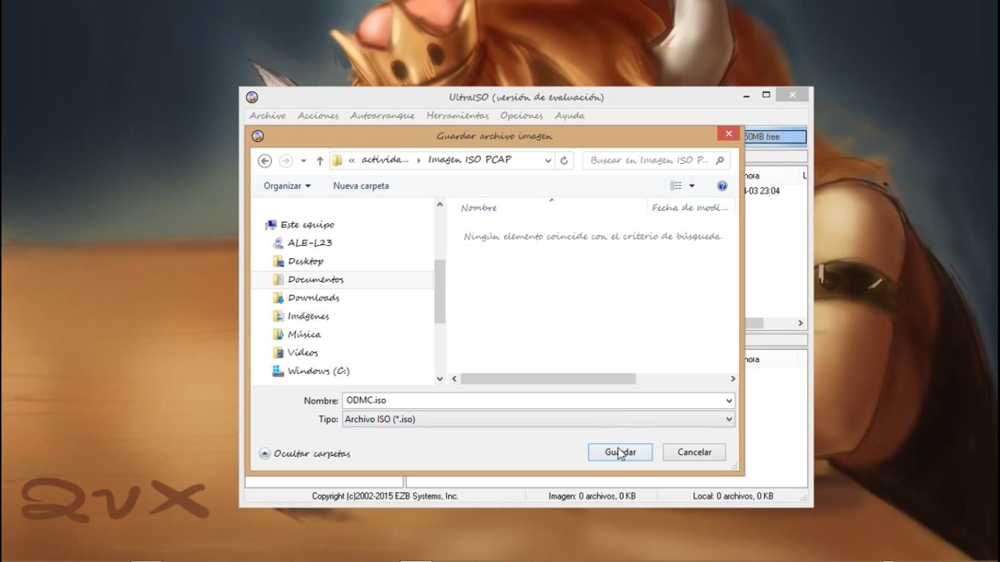 UltraISO (versión de evaluación)
Archivo Acciones Autoarranque Herramientas Opciones Ayuda
Guardar archivo imagen
50MB free
« activida... Imagen ISO PCAP Buscar en Imagen ISO P...
Organizar Nueva carpeta
hora L
Nombre Fecha de modi...
-03 23:04
Este equipo
Ningún elemento coincide con el criterio de búsqueda.
ALE-L23
Desktop
Documentos
Downloads
Imágenes
Música
Vídeos
hora
Windows (C:)
Nombre: ODMC.iso
Tipo: Archivo ISO (*.iso)
Ocultar carpetas Guardar Cancelar
Copyright (c)2002-2015 EZB Systems, Inc. Imagen: 0 archivos, 0 KB Local: 0 archivos, 0 KB
QvX